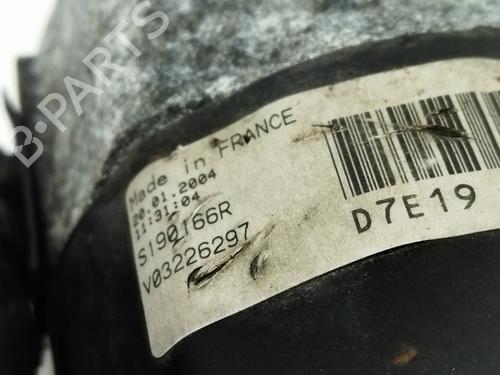 B-PARTS
Made in FRANCE
20.01.2004
11:31:04
S190166R
V03226297
D7E19